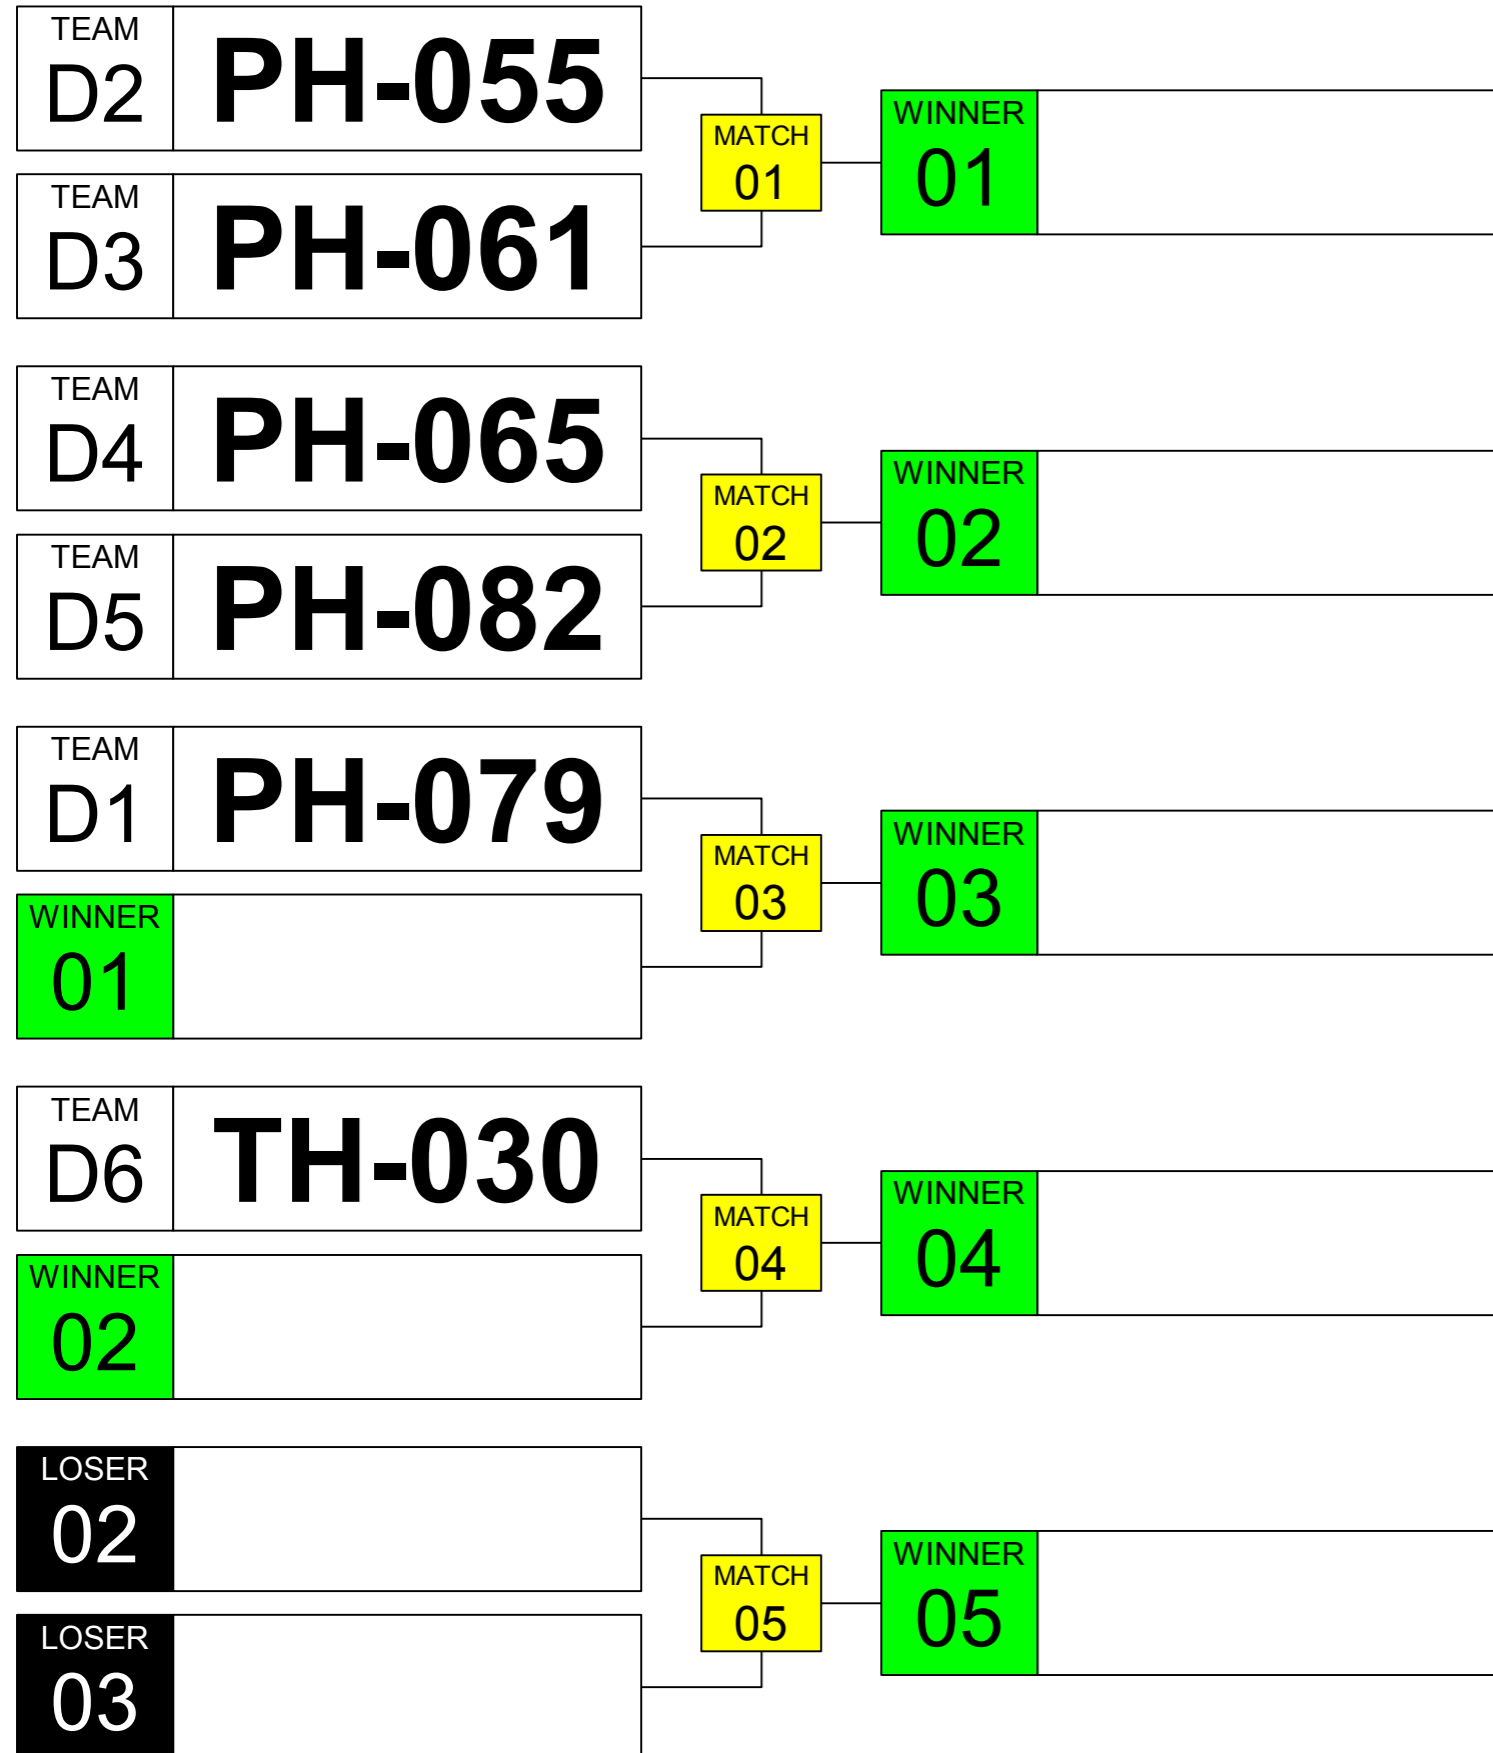 TEAM
D2
PH-055
TEAM
D3
PH-061
MATCH
01
WINNER
01
TEAM
D4
PH-065
TEAM
D5
PH-082
MATCH
02
WINNER
02
TEAM
D1
PH-079
WINNER
01
MATCH
03
WINNER
03
TEAM
D6
TH-030
WINNER
02
MATCH
04
WINNER
04
LOSER
02
LOSER
03
MATCH
05
WINNER
05